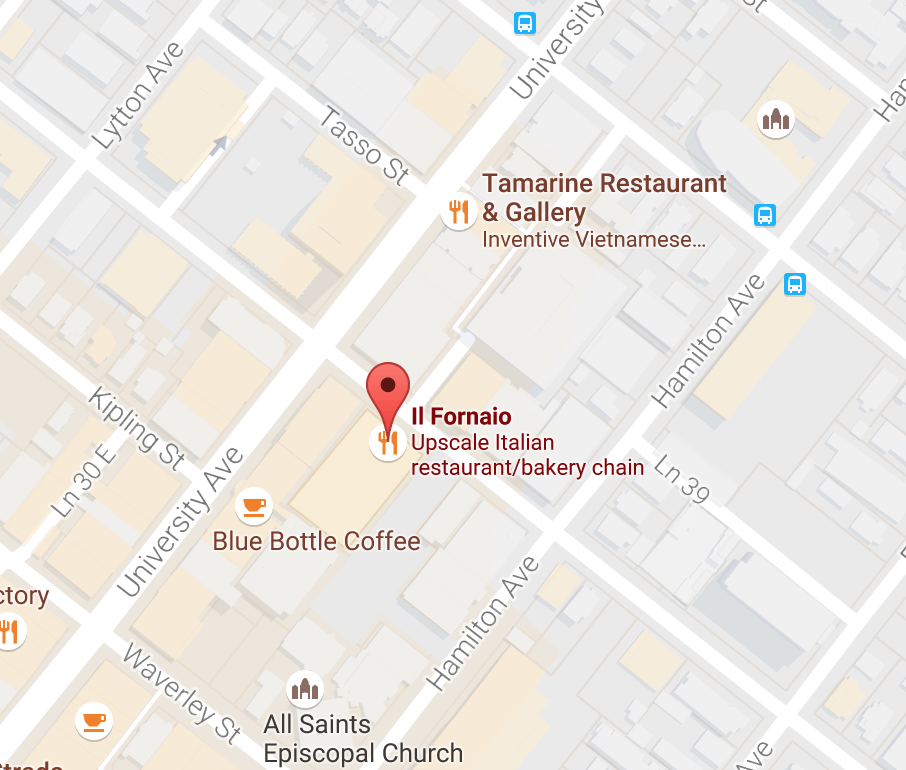 St
University
Lytton Ave
Tasso St
Tamarine Restaurant
& Gallery
Inventive Vietnamese...
Hamilton Ave
Il Fornaio
Upscale Italian
restaurant/bakery chain
Kipling St
Ln 30 E
Ln 39
University Ave
Blue Bottle Coffee
Hamilton Ave
ctory
Waverley St
All Saints
Episcopal Church
Ave